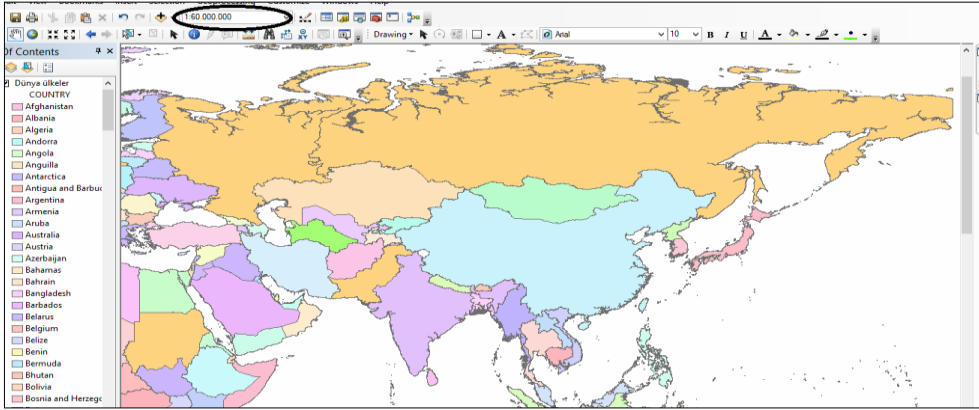 1:60.000.000
Drawing
Arial
10
B I U A
Of Contents
Dünya ülkeler
COUNTRY
Afghanistan
Albania
Algeria
Andorra
Angola
Anguilla
Antarctica
Antigua and Barbuc
Argentina
Armenia
Aruba
Australia
Austria
Azerbaijan
Bahamas
Bahrain
Bangladesh
Barbados
Belarus
Belgium
Belize
Benin
Bermuda
Bhutan
Bolivia
Bosnia and Herzegc